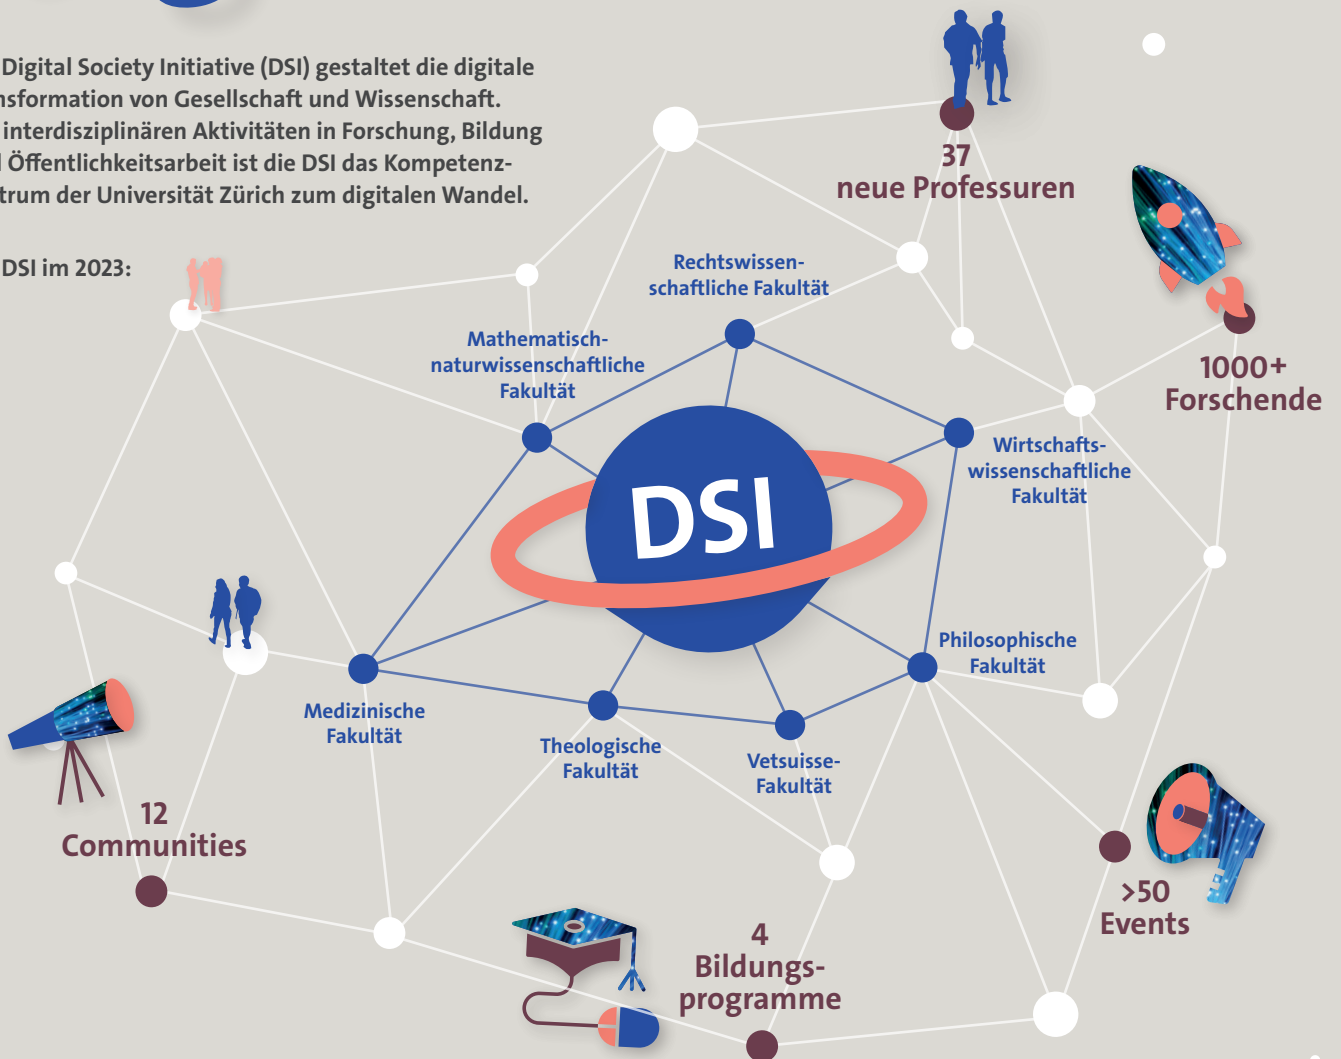 Digital Society Initiative (DSI) gestaltet die digitale
nsformation von Gesellschaft und Wissenschaft.
interdisziplinären Aktivitäten in Forschung, Bildung
Öffentlichkeitsarbeit ist die DSI das Kompetenz-
trum der Universität Zürich zum digitalen Wandel.
DSI im 2023:
37
neue Professuren
1000+
Forschende
Rechtswissen-
schaftliche Fakultät
Mathematisch-
naturwissenschaftliche
Fakultät
Wirtschafts-
wissenschaftliche
Fakultät
DSI
Philosophische
Fakultät
Medizinische
Fakultät
Theologische
Fakultät
Vetsuisse-
Fakultät
12
Communities
>50
Events
4
Bildungs-
programme